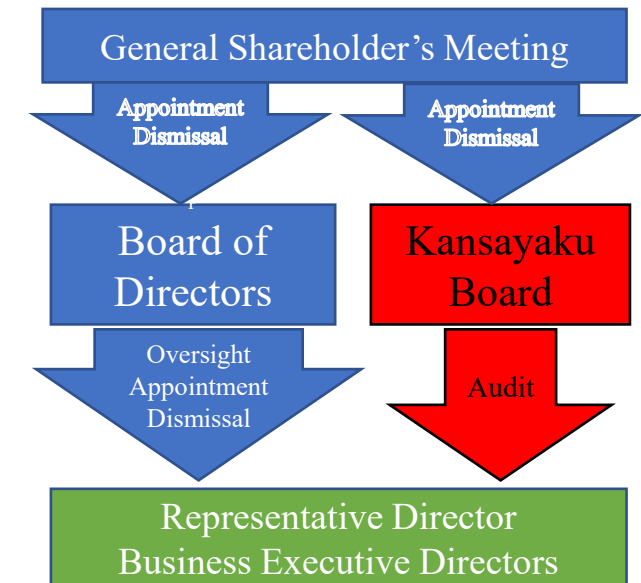 General Shareholder's Meeting
Appointment
Dismissal
Appointment
Dismissal
Board of
Directors
Kansayaku
Board
Oversight
Appointment
Dismissal
Audit
Representative Director
Business Executive Directors